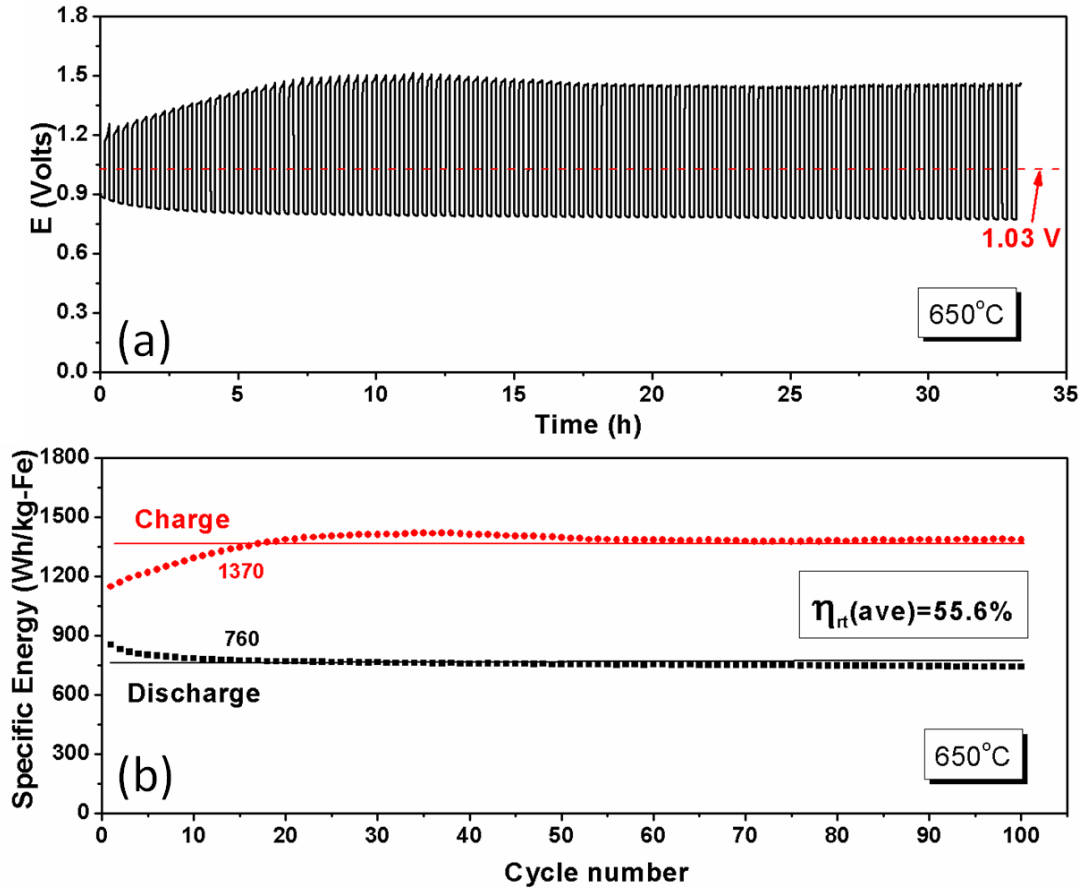 1.8
1.5
1.2
0.9
0.6
0.3
0.0
E (Volts)
1.03 V
650°C
(a)
0 5 10 15 20 25 30 35
Time (h)
1800
1500
1200
900
600
300
0
Specific Energy (Wh/kg-Fe)
Charge
1370
ηrt(ave)=55.6%
760
Discharge
650°C
(b)
0 10 20 30 40 50 60 70 80 90 100
Cycle number